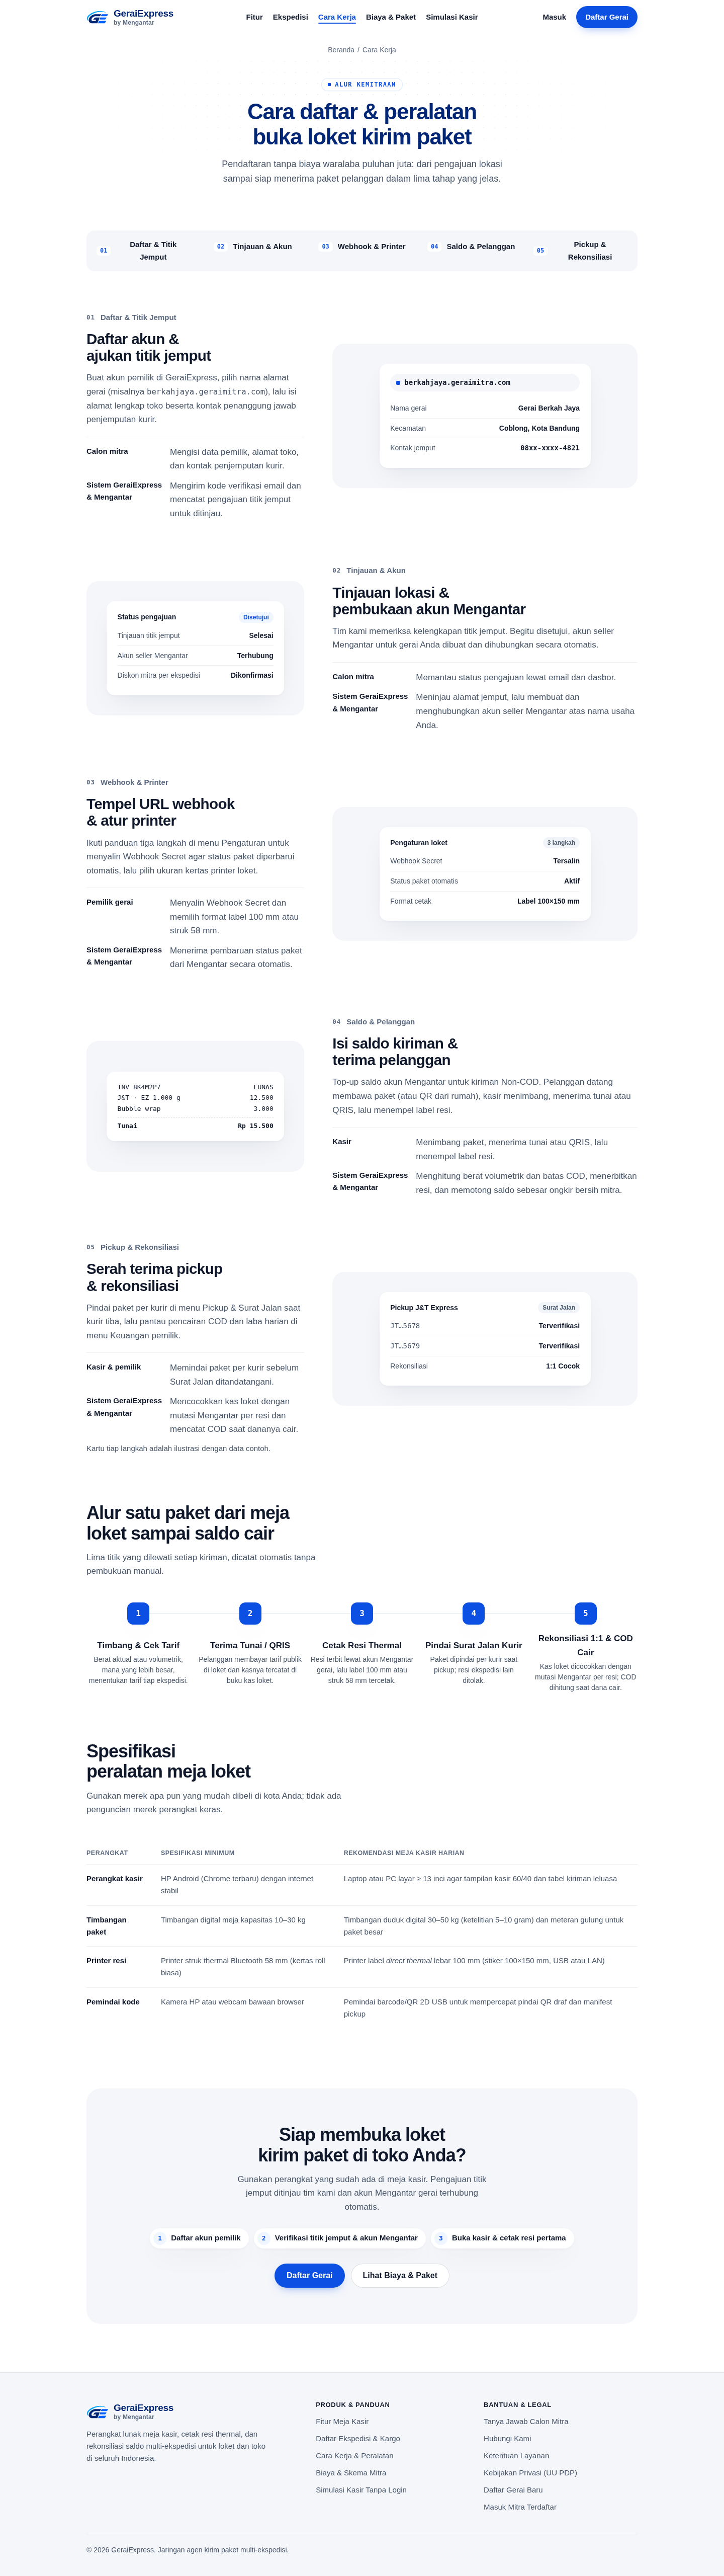 GeraiExpress
by Mengantar
Fitur Ekspedisi Cara Kerja Biaya & Paket Simulasi Kasir
Masuk Daftar Gerai
Beranda / Cara Kerja
ALUR KEMITRAAN
Cara daftar & peralatan
buka loket kirim paket
Pendaftaran tanpa biaya waralaba puluhan juta: dari pengajuan lokasi
sampai siap menerima paket pelanggan dalam lima tahap yang jelas.
01 Daftar & Titik
Jemput
02 Tinjauan & Akun
03 Webhook & Printer
04 Saldo & Pelanggan
05 Pickup &
Rekonsiliasi
01 Daftar & Titik Jemput
Daftar akun &
ajukan titik jemput
Buat akun pemilik di GeraiExpress, pilih nama alamat
gerai (misalnya berkahjaya.geraimitra.com), lalu isi
alamat lengkap toko beserta kontak penanggung jawab
penjemputan kurir.
Calon mitra Mengisi data pemilik, alamat toko,
dan kontak penjemputan kurir.
Sistem GeraiExpress Mengirim kode verifikasi email dan
& Mengantar mencatat pengajuan titik jemput
untuk ditinjau.
berkahjaya.geraimitra.com
Nama gerai Gerai Berkah Jaya
Kecamatan Coblong, Kota Bandung
Kontak jemput 08xx-xxxx-4821
Status pengajuan Disetujui
Tinjauan titik jemput Selesai
Akun seller Mengantar Terhubung
Diskon mitra per ekspedisi Dikonfirmasi
02 Tinjauan & Akun
Tinjauan lokasi &
pembukaan akun Mengantar
Tim kami memeriksa kelengkapan titik jemput. Begitu disetujui, akun seller
Mengantar untuk gerai Anda dibuat dan dihubungkan secara otomatis.
Calon mitra Memantau status pengajuan lewat email dan dasbor.
Sistem GeraiExpress Meninjau alamat jemput, lalu membuat dan
& Mengantar menghubungkan akun seller Mengantar atas nama usaha
Anda.
03 Webhook & Printer
Tempel URL webhook
& atur printer
Ikuti panduan tiga langkah di menu Pengaturan untuk
menyalin Webhook Secret agar status paket diperbarui
otomatis, lalu pilih ukuran kertas printer loket.
Pemilik gerai Menyalin Webhook Secret dan
memilih format label 100 mm atau
struk 58 mm.
Sistem GeraiExpress Menerima pembaruan status paket
& Mengantar dari Mengantar secara otomatis.
Pengaturan loket 3 langkah
Webhook Secret Tersalin
Status paket otomatis Aktif
Format cetak Label 100×150 mm
INV 8K4M2P7 LUNAS
J&T · EZ 1.000 g 12.500
Bubble wrap 3.000
Tunai Rp 15.500
04 Saldo & Pelanggan
Isi saldo kiriman &
terima pelanggan
Top-up saldo akun Mengantar untuk kiriman Non-COD. Pelanggan datang
membawa paket (atau QR dari rumah), kasir menimbang, menerima tunai atau
QRIS, lalu menempel label resi.
Kasir Menimbang paket, menerima tunai atau QRIS, lalu
menempel label resi.
Sistem GeraiExpress Menghitung berat volumetrik dan batas COD, menerbitkan
& Mengantar resi, dan memotong saldo sebesar ongkir bersih mitra.
05 Pickup & Rekonsiliasi
Serah terima pickup
& rekonsiliasi
Pindai paket per kurir di menu Pickup & Surat Jalan saat
kurir tiba, lalu pantau pencairan COD dan laba harian di
menu Keuangan pemilik.
Kasir & pemilik Memindai paket per kurir sebelum
Surat Jalan ditandatangani.
Sistem GeraiExpress Mencocokkan kas loket dengan
& Mengantar mutasi Mengantar per resi dan
mencatat COD saat dananya cair.
Kartu tiap langkah adalah ilustrasi dengan data contoh.
Pickup J&T Express Surat Jalan
JT…5678 Terverifikasi
JT…5679 Terverifikasi
Rekonsiliasi 1:1 Cocok
Alur satu paket dari meja
loket sampai saldo cair
Lima titik yang dilewati setiap kiriman, dicatat otomatis tanpa
pembukuan manual.
1
Timbang & Cek Tarif
Berat aktual atau volumetrik,
mana yang lebih besar,
menentukan tarif tiap ekspedisi.
2
Terima Tunai / QRIS
Pelanggan membayar tarif publik
di loket dan kasnya tercatat di
buku kas loket.
3
Cetak Resi Thermal
Resi terbit lewat akun Mengantar
gerai, lalu label 100 mm atau
struk 58 mm tercetak.
4
Pindai Surat Jalan Kurir
Paket dipindai per kurir saat
pickup; resi ekspedisi lain
ditolak.
5
Rekonsiliasi 1:1 & COD
Cair
Kas loket dicocokkan dengan
mutasi Mengantar per resi; COD
dihitung saat dana cair.
Spesifikasi
peralatan meja loket
Gunakan merek apa pun yang mudah dibeli di kota Anda; tidak ada
penguncian merek perangkat keras.
PERANGKAT SPESIFIKASI MINIMUM REKOMENDASI MEJA KASIR HARIAN
Perangkat kasir HP Android (Chrome terbaru) dengan internet
stabil
Laptop atau PC layar ≥ 13 inci agar tampilan kasir 60/40 dan tabel kiriman leluasa
Timbangan
paket
Timbangan digital meja kapasitas 10–30 kg
Timbangan duduk digital 30–50 kg (ketelitian 5–10 gram) dan meteran gulung untuk
paket besar
Printer resi Printer struk thermal Bluetooth 58 mm (kertas roll
biasa)
Printer label direct thermal lebar 100 mm (stiker 100×150 mm, USB atau LAN)
Pemindai kode Kamera HP atau webcam bawaan browser
Pemindai barcode/QR 2D USB untuk mempercepat pindai QR draf dan manifest
pickup
Siap membuka loket
kirim paket di toko Anda?
Gunakan perangkat yang sudah ada di meja kasir. Pengajuan titik
jemput ditinjau tim kami dan akun Mengantar gerai terhubung
otomatis.
1 Daftar akun pemilik 2 Verifikasi titik jemput & akun Mengantar 3 Buka kasir & cetak resi pertama
Daftar Gerai Lihat Biaya & Paket
GeraiExpress
by Mengantar
Perangkat lunak meja kasir, cetak resi thermal, dan
rekonsiliasi saldo multi-ekspedisi untuk loket dan toko
di seluruh Indonesia.
PRODUK & PANDUAN
Fitur Meja Kasir
Daftar Ekspedisi & Kargo
Cara Kerja & Peralatan
Biaya & Skema Mitra
Simulasi Kasir Tanpa Login
BANTUAN & LEGAL
Tanya Jawab Calon Mitra
Hubungi Kami
Ketentuan Layanan
Kebijakan Privasi (UU PDP)
Daftar Gerai Baru
Masuk Mitra Terdaftar
© 2026 GeraiExpress. Jaringan agen kirim paket multi-ekspedisi.